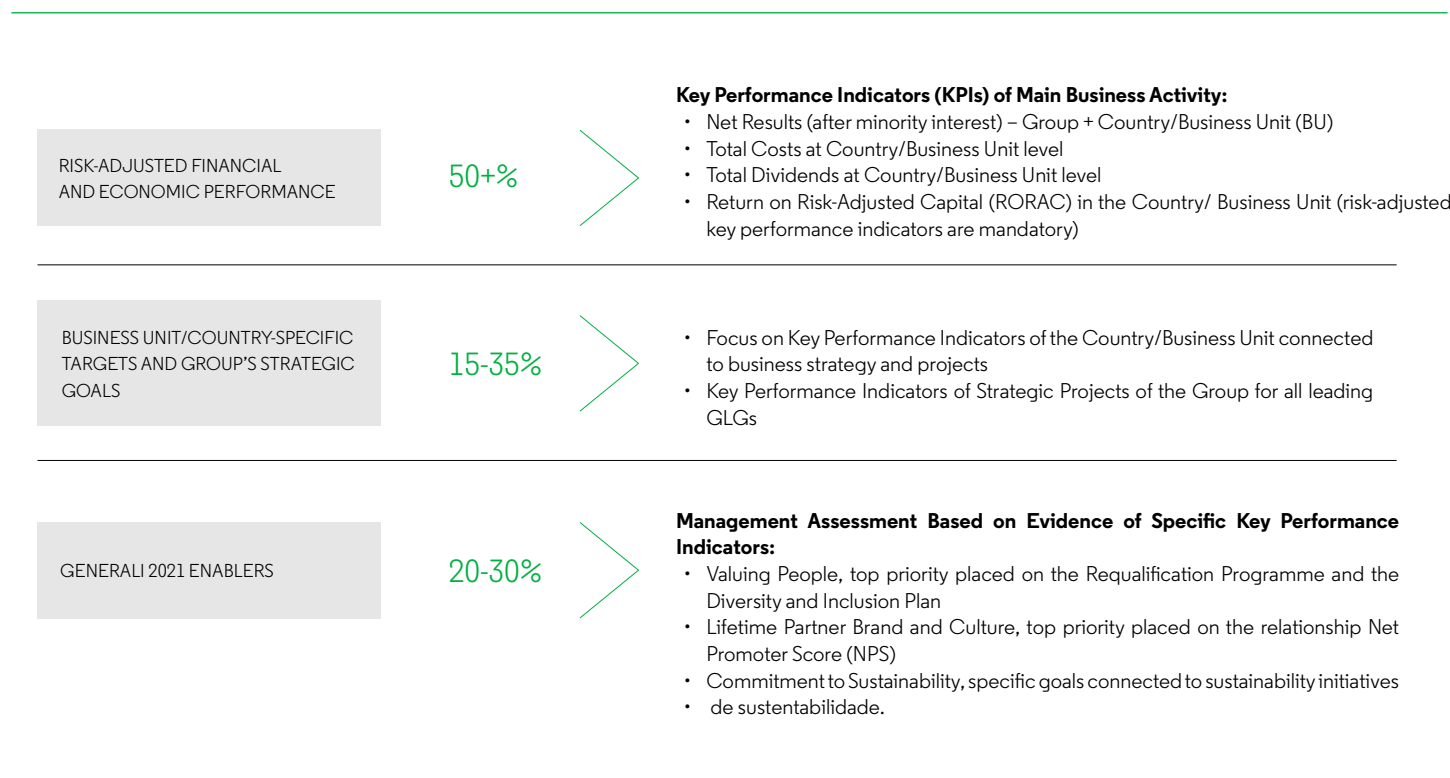 Key Performance Indicators (KPIs) of Main Business Activity:
RISK-ADJUSTED FINANCIAL
AND ECONOMIC PERFORMANCE
50+%
• Net Results (after minority interest) – Group + Country/Business Unit (BU)
• Total Costs at Country/Business Unit level
• Total Dividends at Country/Business Unit level
• Return on Risk-Adjusted Capital (RORAC) in the Country/ Business Unit (risk-adjusted
key performance indicators are mandatory)
BUSINESS UNIT/COUNTRY-SPECIFIC
TARGETS AND GROUP'S STRATEGIC
GOALS
15-35%
• Focus on Key Performance Indicators of the Country/Business Unit connected
to business strategy and projects
• Key Performance Indicators of Strategic Projects of the Group for all leading
GLGs
GENERALI 2021 ENABLERS
20-30%
Management Assessment Based on Evidence of Specific Key Performance
Indicators:
• Valuing People, top priority placed on the Requalification Programme and the
Diversity and Inclusion Plan
• Lifetime Partner Brand and Culture, top priority placed on the relationship Net
Promoter Score (NPS)
• Commitment to Sustainability, specific goals connected to sustainability initiatives
• de sustentabilidade.